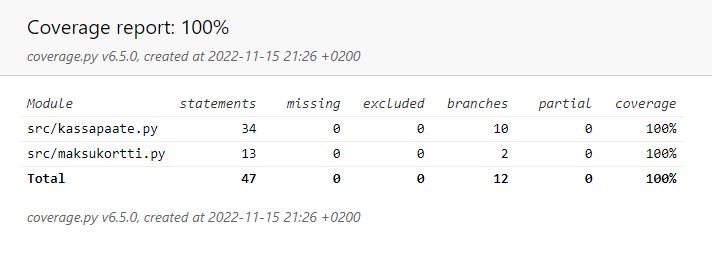 Coverage report: 100%
coverage.py v6.5.0, created at 2022-11-15 21:26 +0200
Module statements missing excluded branches partial coverage
src/kassapaate.py 34 0 0 10 0 100%
src/maksukortti.py 13 0 0 2 0 100%
Total 47 0 0 12 0 100%
coverage.py v6.5.0, created at 2022-11-15 21:26 +0200